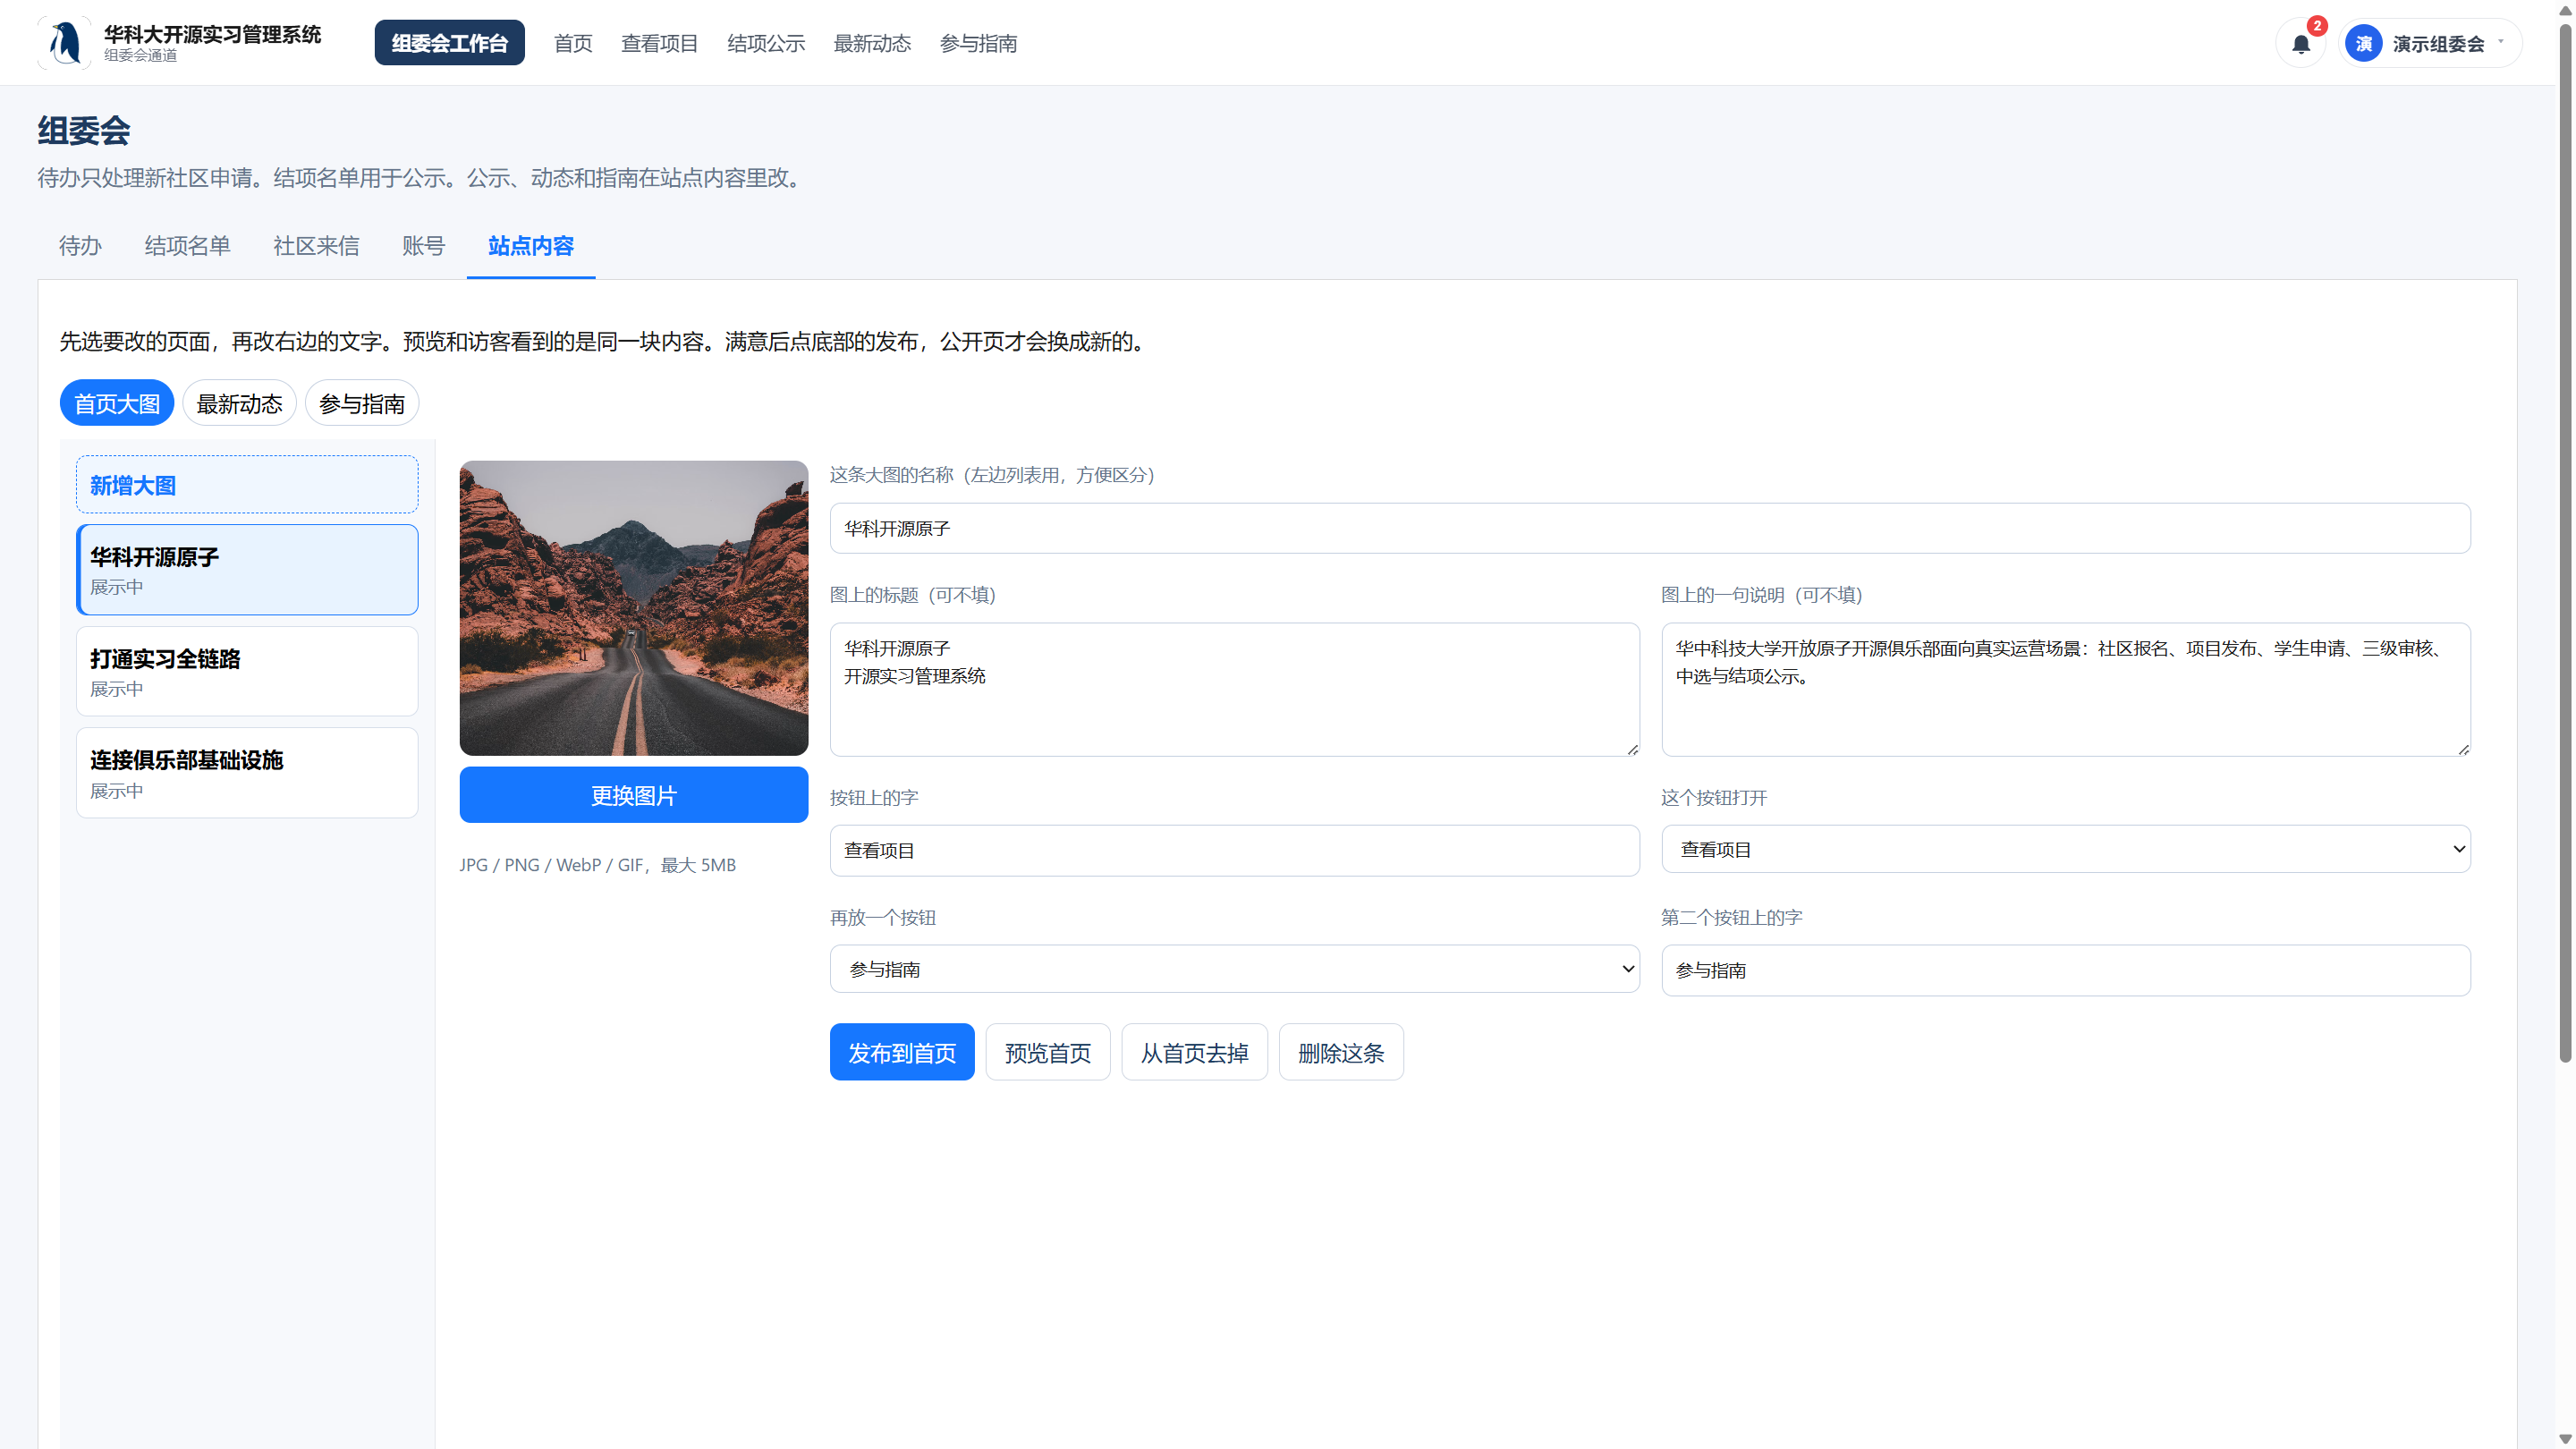 华科大开源实习管理系统
组委会通道
组委会工作台 首页 查看项目 结项公示 最新动态 参与指南
2
演 演示组委会
组委会
待办只处理新社区申请。结项名单用于公示。公示、动态和指南在站点内容里改。
待办 结项名单 社区来信 账号 站点内容
先选要改的页面，再改右边的文字。预览和访客看到的是同一块内容。满意后点底部的发布，公开页才会换成新的。
首页大图 最新动态 参与指南
新增大图
华科开源原子
展示中
打通实习全链路
展示中
连接俱乐部基础设施
展示中
更换图片
JPG / PNG / WebP / GIF，最大 5MB
这条大图的名称（左边列表用，方便区分）
华科开源原子
图上的标题（可不填）
华科开源原子
开源实习管理系统
图上的一句说明（可不填）
华中科技大学开放原子开源俱乐部面向真实运营场景：社区报名、项目发布、学生申请、三级审核、
中选与结项公示。
按钮上的字
查看项目
这个按钮打开
查看项目
再放一个按钮
参与指南
第二个按钮上的字
参与指南
发布到首页 预览首页 从首页去掉 删除这条